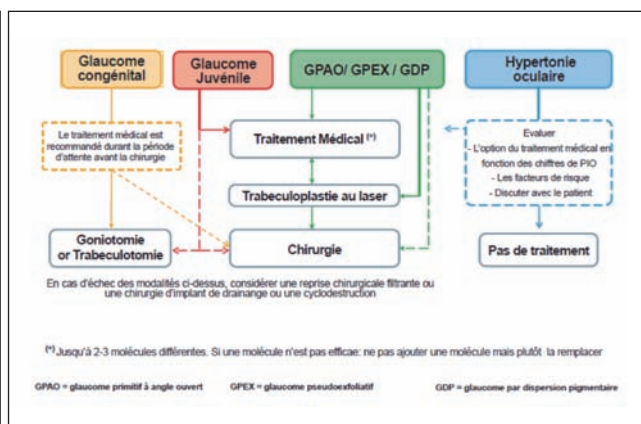 Glaucome
congénital
Glaucome
Juvénile
GPAO/ GPEX / GDP
Hypertonie
oculaire
Le traitement médical est
recommandé durant la période
d'attente avant la chirurgie
Traitement Médical (*)
Evaluer
- L'option du traitement médical en
fonction des chiffres de PIO
- Les facteurs de risque
- Discuter avec le patient
Trabeculoplastie au laser
Goniotomie
or Trabeculotomie
Chirurgie
Pas de traitement
En cas d'échec des modalités ci-dessus, considérer une reprise chirurgicale filtrante ou
une chirurgie d'implant de drainange ou une cyclodestruction
(*) Jusqu'à 2-3 molécules différentes. Si une molécule n'est pas efficae: ne pas ajouter une molécule mais plutôt la remplacer
GPAO = glaucome primitif à angle ouvert
GPEX = glaucome pseudoexfoliatif
GDP = glaucome par dispersion pigmentaire